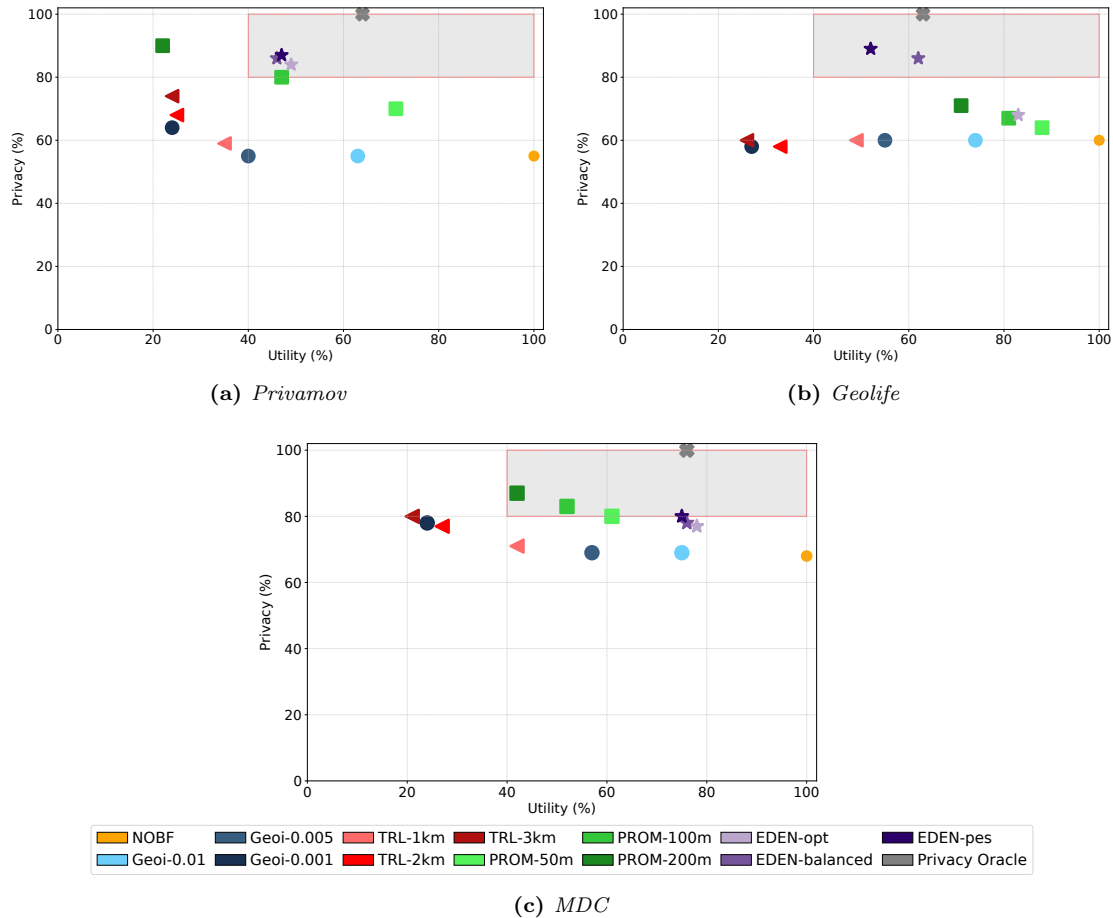 100
80
60
40
20
0
Privacy (%)
0 20 40 60 80 100
Utility (%)
(a) Privamov
100
80
60
40
20
0
Privacy (%)
0 20 40 60 80 100
Utility (%)
(b) Geolife
100
80
60
40
20
0
Privacy (%)
0 20 40 60 80 100
Utility (%)
NOBF Geoi-0.005 TRL-1km TRL-3km PROM-100m EDEN-opt EDEN-pes
Geoi-0.01 Geoi-0.001 TRL-2km PROM-50m PROM-200m EDEN-balanced Privacy Oracle
(c) MDC